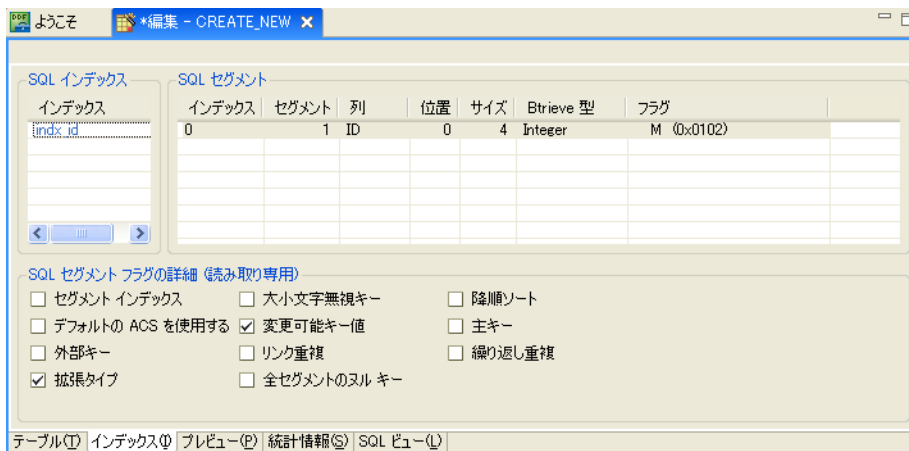 DDF ようこそ *編集 - CREATE_NEW
SQL インデックス SQL セグメント
インデックス インデックス セグメント 列 位置 サイズ Btrieve 型 フラグ
indx_id 0 1 ID 0 4 Integer M (0x0102)
SQL セグメント フラグの詳細 (読み取り専用)
セグメント インデックス 大小文字無視キー 降順ソート
デフォルトの ACS を使用する 変更可能キー値 主キー
外部キー リンク重複 繰り返し重複
拡張タイプ 全セグメントのヌル キー
テーブル(T) インデックス(I) プレビュー(P) 統計情報(S) SQL ビュー(L)